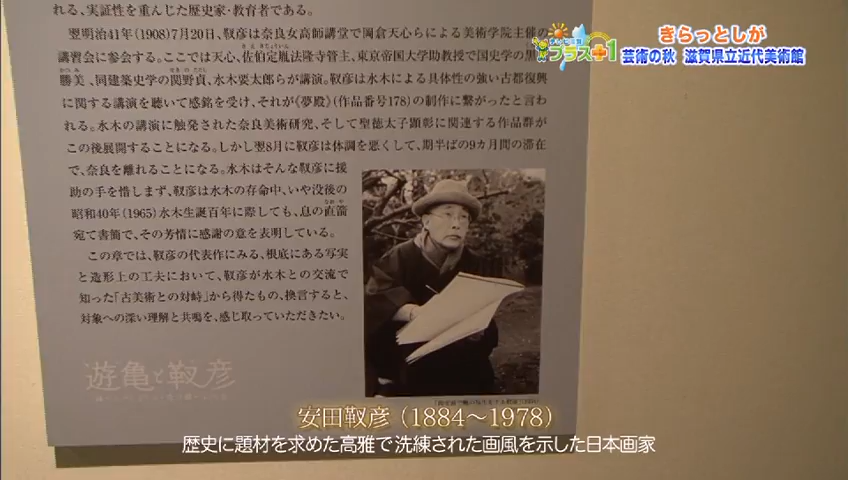 れる、実証性を重んじた歴史家・教育者である。
翌明治41年(1908)7月20日、靫彦は奈良女高師講堂で岡倉天心らによる美術学院主催の
講習会に参会する。ここでは天心、佐伯定胤法隆寺管主、東京帝国大学助教授で国史学の黒
勝美、同建築史学の関野貞、水木要太郎らが講演。靫彦は水木による具体性の強い古都復興
に関する講演を聴いて感銘を受け、それが《夢殿》(作品番号178)の制作に繋がったと言わ
れる。水木の講演に触発された奈良美術研究、そして聖徳太子顕彰に関連する作品群が
この後展開することになる。しかし翌8月に靫彦は体調を悪くして、期半ばの9カ月間の滞在
で、奈良を離れることになる。水木はそんな靫彦に援
助の手を惜しまず、靫彦は水木の存命中、いや没後の
昭和40年(1965)水木生誕百年に際しても、息の直箭
宛て書簡で、その芳情に感謝の意を表明している。
この章では、靫彦の代表作にみる、根底にある写実
と造形上の工夫において、靫彦が水木との交流で
知った「古美術との対峙」から得たもの、換言すると、
対象への深い理解と共鳴を、感じ取っていただきたい。
遊亀と靫彦
プラス+1
きらっとしが
芸術の秋 滋賀県立近代美術館
安田靫彦(1884〜1978)
歴史に題材を求めた高雅で洗練された画風を示した日本画家